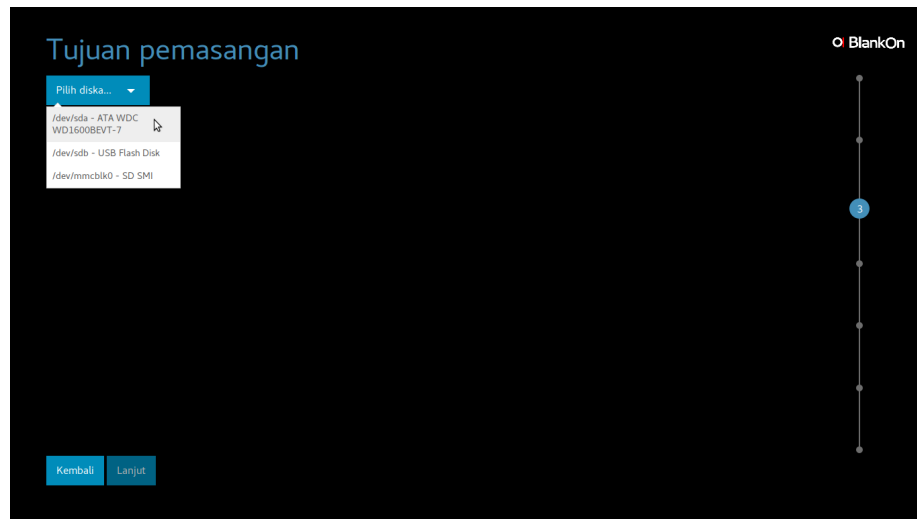 Tujuan pemasangan
BlankOn
Pilih diska...
/dev/sda - ATA WDC
WD1600BEVT-7
/dev/sdb - USB Flash Disk
/dev/mmcblk0 - SD SMI
3
Kembali
Lanjut